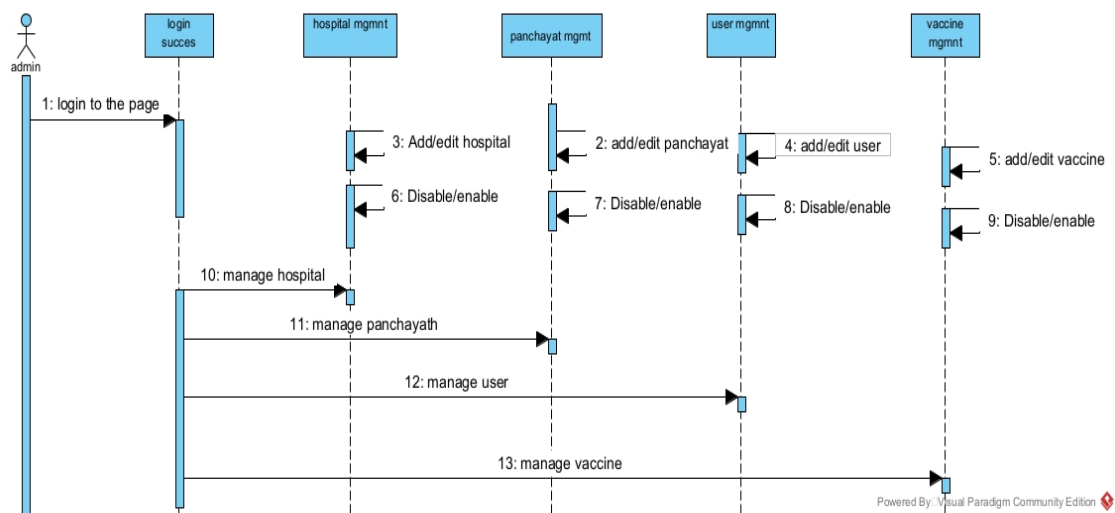 admin
login
succes
hospital mgmnt
panchayat mgmt
user mgmnt
vaccine
mgmnt
1: login to the page
3: Add/edit hospital
2: add/edit panchayat
4: add/edit user
5: add/edit vaccine
6: Disable/enable
7: Disable/enable
8: Disable/enable
9: Disable/enable
10: manage hospital
11: manage panchayath
12: manage user
13: manage vaccine
Powered By Visual Paradigm Community Edition